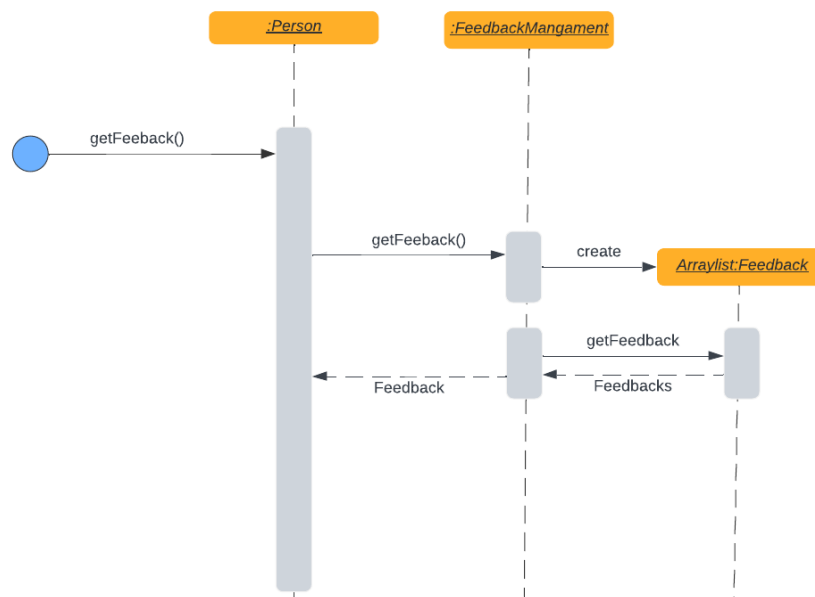 :Person
:FeedbackMangament
getFeeback()
getFeeback()
create
Arraylist:Feedback
getFeedback
Feedback
Feedbacks